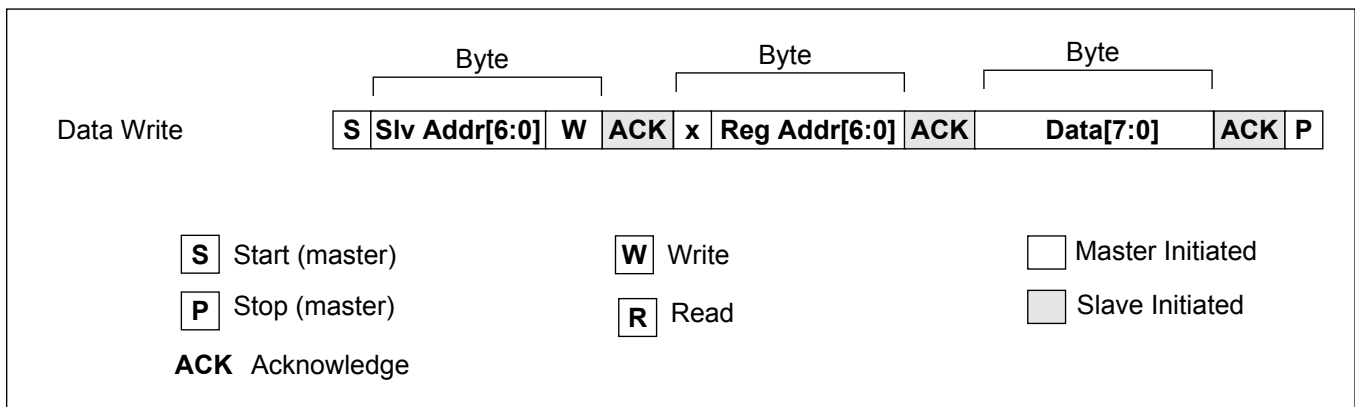 Byte Byte Byte
Data Write S Slv Addr[6:0] W ACK x Reg Addr[6:0] ACK Data[7:0] ACK P
S Start (master) W Write Master Initiated
P Stop (master) R Read Slave Initiated
ACK Acknowledge